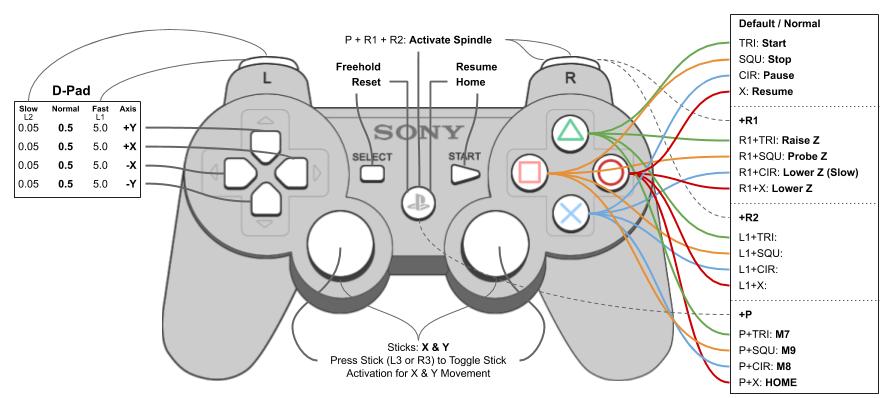 P + R1 + R2: Activate Spindle
Freehold
Reset
Resume
Home
L
R
D-Pad
Slow Normal Fast Axis
L2 L1
0.05 0.5 5.0 +Y
0.05 0.5 5.0 +X
0.05 0.5 5.0 -X
0.05 0.5 5.0 -Y
SONY
SELECT
START
Sticks: X & Y
Press Stick (L3 or R3) to Toggle Stick
Activation for X & Y Movement
Default / Normal
TRI: Start
SQU: Stop
CIR: Pause
X: Resume
+R1
R1+TRI: Raise Z
R1+SQU: Probe Z
R1+CIR: Lower Z (Slow)
R1+X: Lower Z
+R2
L1+TRI:
L1+SQU:
L1+CIR:
L1+X:
+P
P+TRI: M7
P+SQU: M9
P+CIR: M8
P+X: HOME